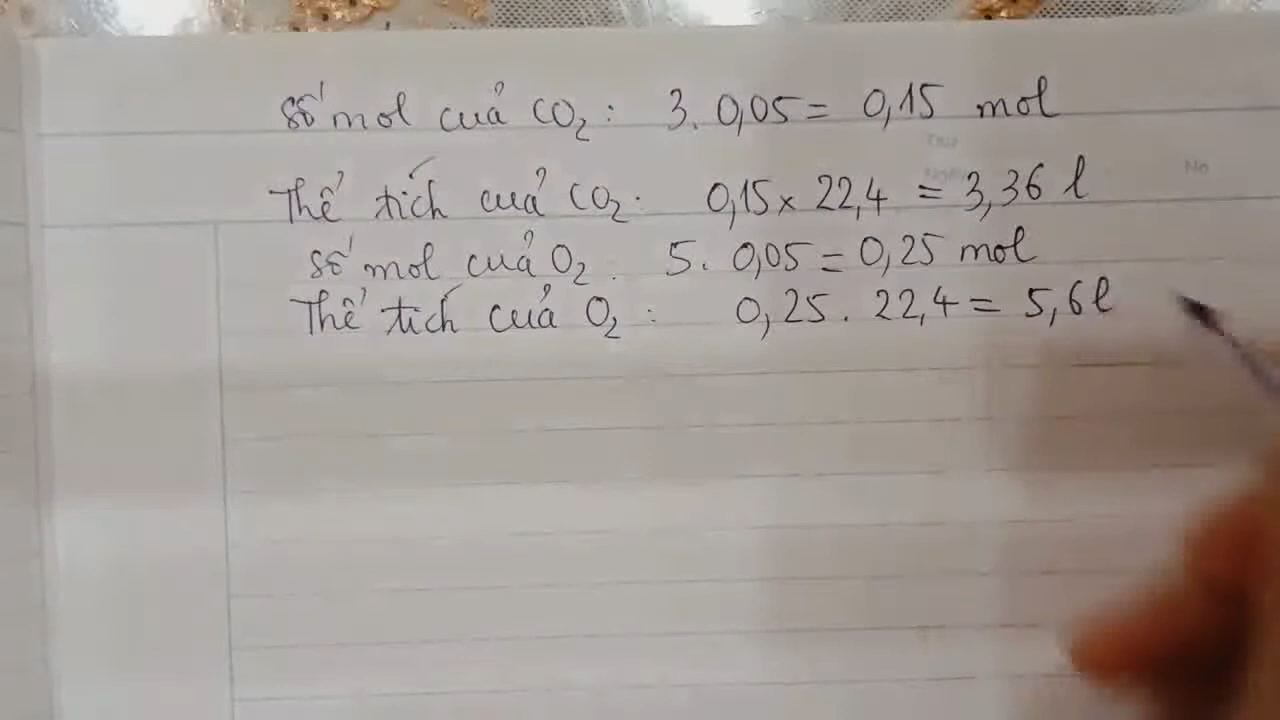 Số mol của CO₂: 3. 0,05 = 0,15 mol
Thể tích của CO₂. 0,15 x 22,4 = 3,36 l
Số mol của O₂. 5. 0,05 = 0,25 mol
Thể tích của O₂: 0,25. 22,4 = 5,6l
No